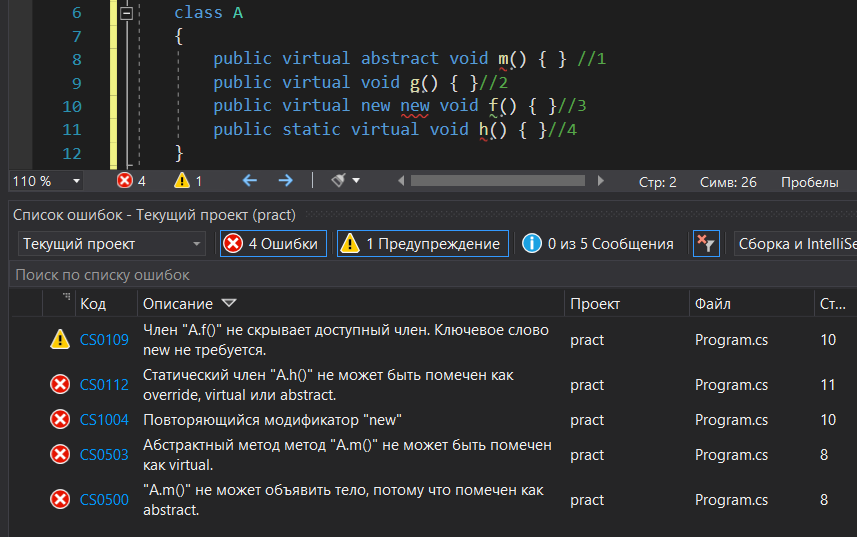 6 class A
7 {
8 public virtual abstract void m() { } //1
9 public virtual void g() { }//2
10 public virtual new new void f() { }//3
11 public static virtual void h() { }//4
12 }
110 % 4 1 Стр: 2 Симв: 26 Пробелы
Список ошибок - Текущий проект (pract)
Текущий проект 4 Ошибки 1 Предупреждение 0 из 5 Сообщения Сборка и IntelliSe
Поиск по списку ошибок
Код Описание Проект Файл Ст...
CS0109 Член "A.f()" не скрывает доступный член. Ключевое слово
new не требуется. pract Program.cs 10
CS0112 Статический член "A.h()" не может быть помечен как
override, virtual или abstract. pract Program.cs 11
CS1004 Повторяющийся модификатор "new" pract Program.cs 10
CS0503 Абстрактный метод метод "A.m()" не может быть помечен
как virtual. pract Program.cs 8
CS0500 "A.m()" не может объявить тело, потому что помечен как
abstract. pract Program.cs 8